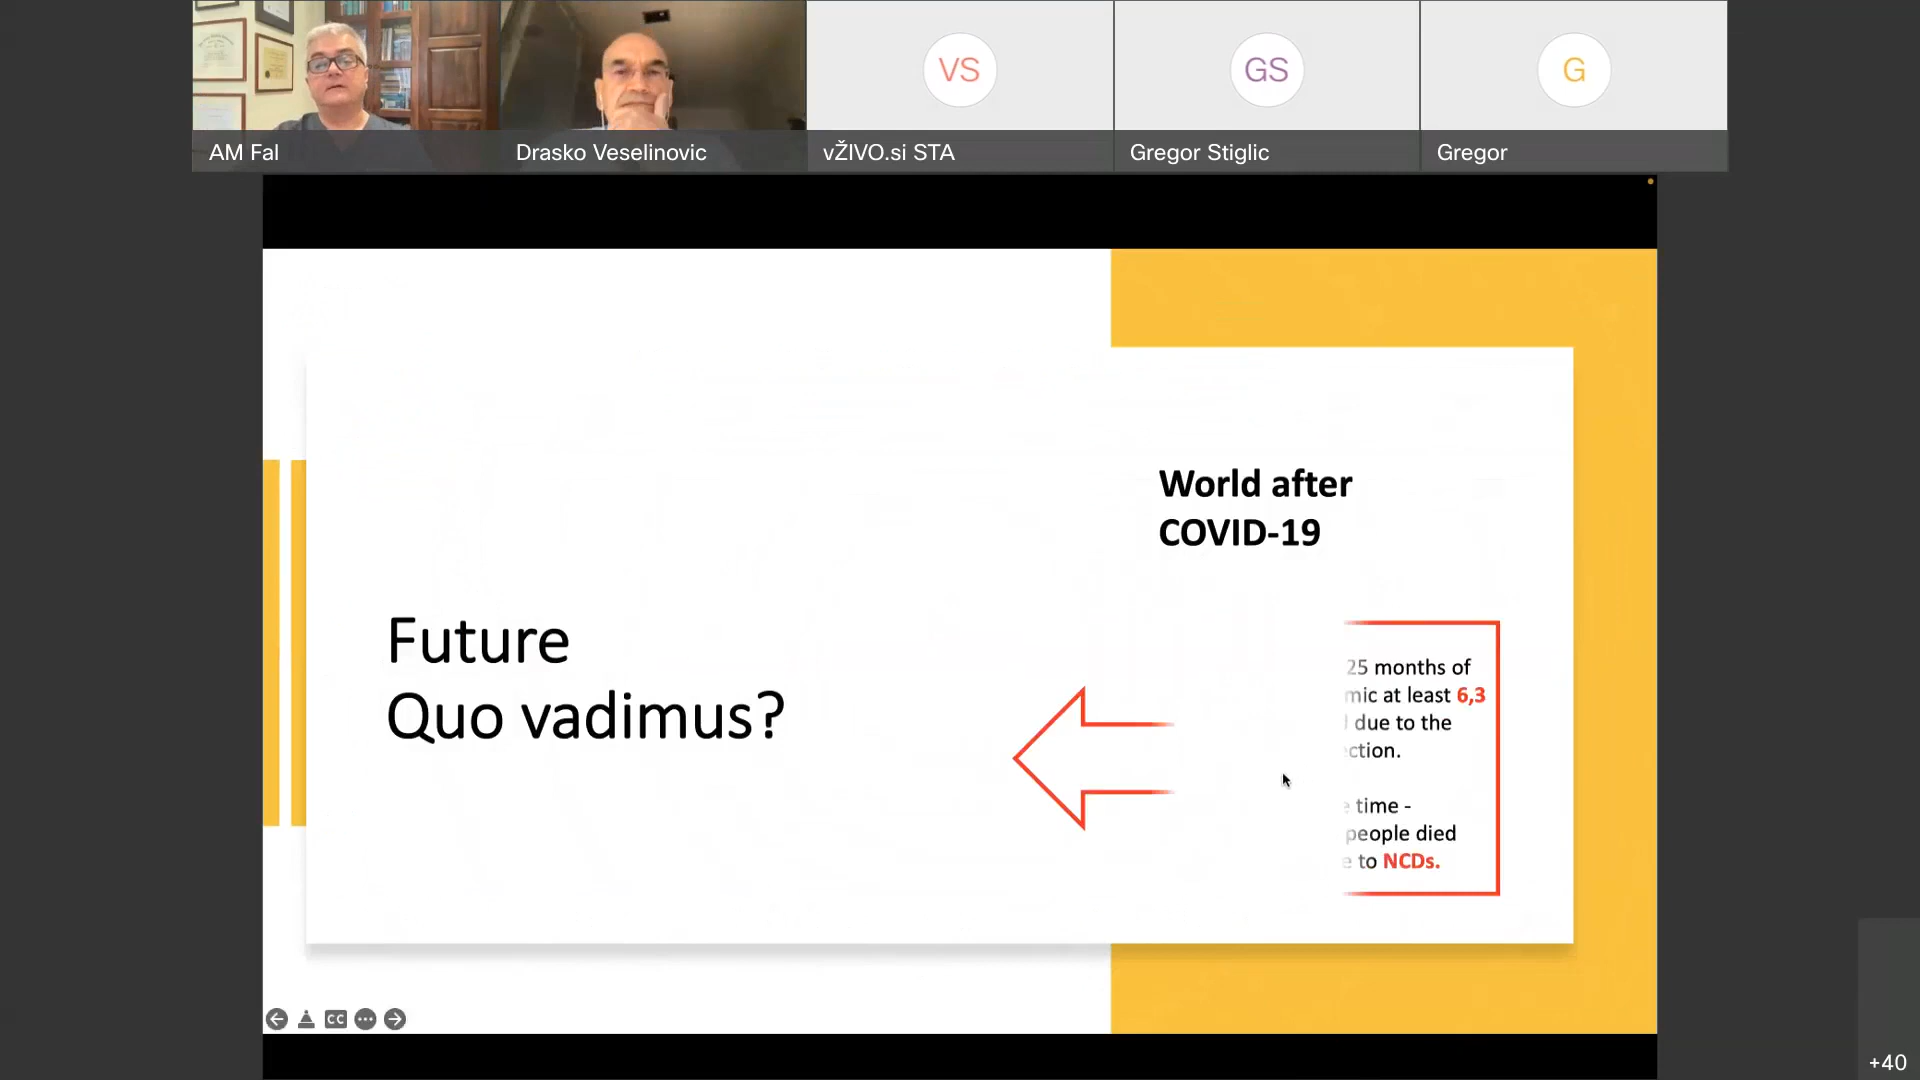 VS
GS
G
AM Fal
Drasko Veselinovic
vŽIVO.si STA
Gregor Stiglic
Gregor
World after
COVID-19
Future
Quo vadimus?
25 months of
mic at least 6,3
due to the
ction.
time -
people died
e to NCDs.
CC
+40